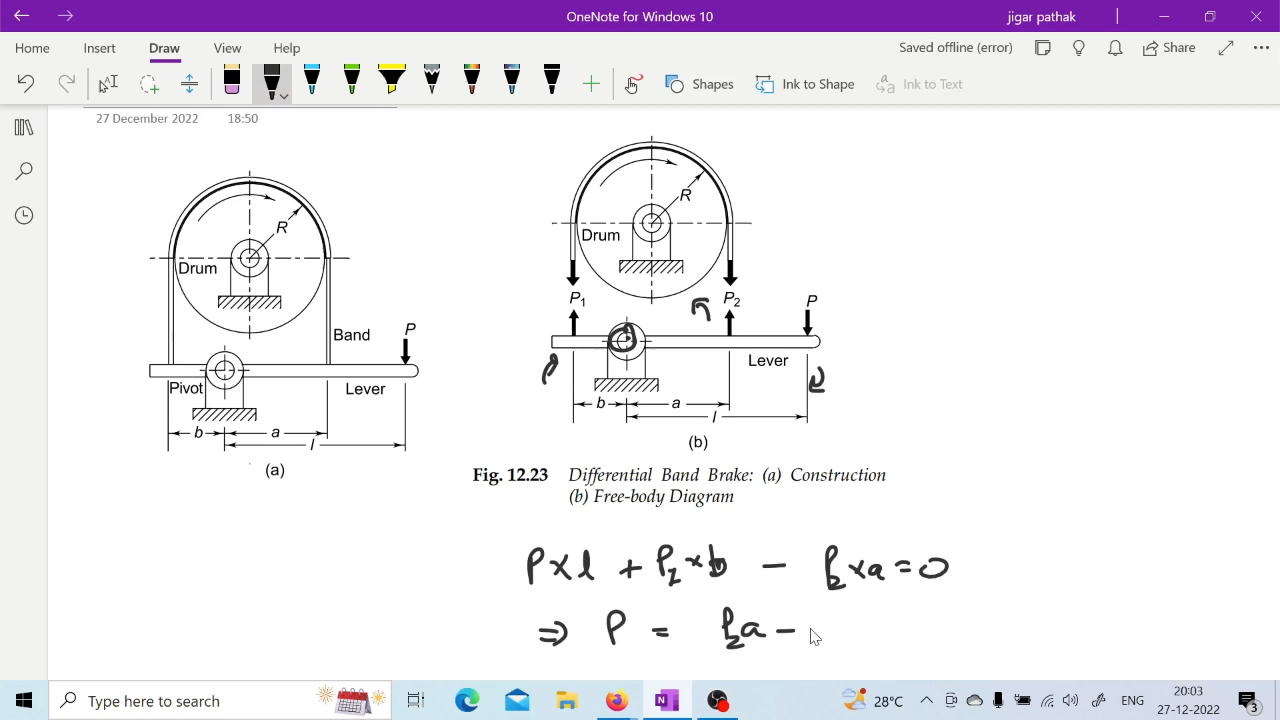 OneNote for Windows 10
jigar pathak
Home Insert Draw View Help
Saved offline (error) Share
Shapes Ink to Shape Ink to Text
27 December 2022 18:50
R
Drum
P
Band
Pivot
Lever
b a
l
(a)
R
Drum
P1 P2 P
Lever
b a
l
(b)
Fig. 12.23 Differential Band Brake: (a) Construction
(b) Free-body Diagram
P × l + P2 × b − P2 × a = 0
⇒ P = P2a −
Type here to search
28°C
ENG
20:03
27-12-2022
3